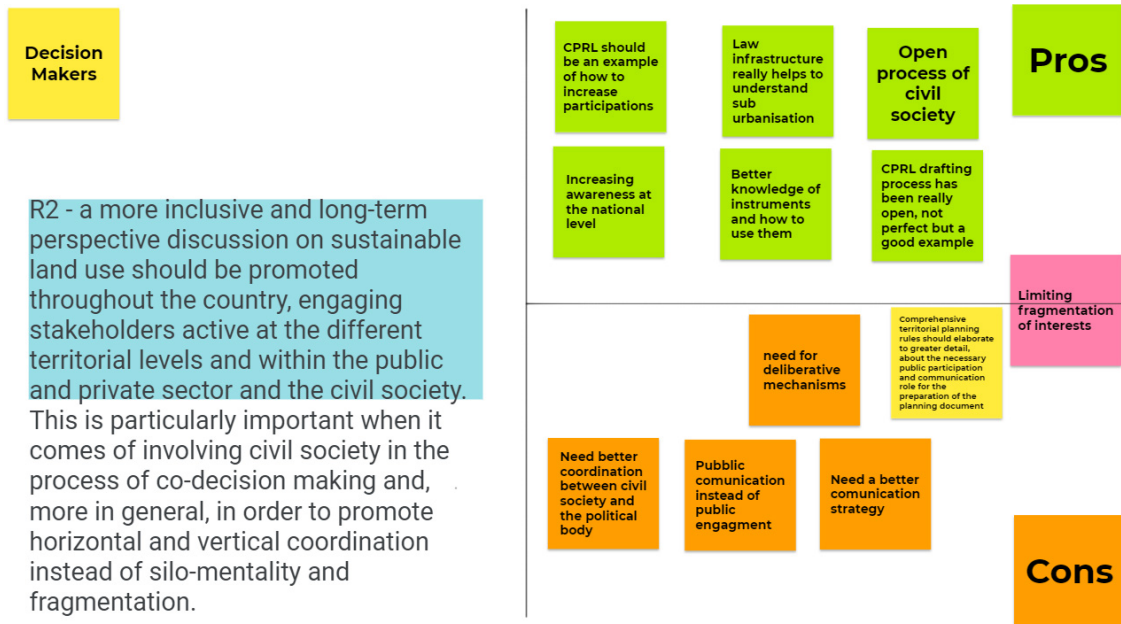 Decision
Makers
R2 - a more inclusive and long-term
perspective discussion on sustainable
land use should be promoted
throughout the country, engaging
stakeholders active at the different
territorial levels and within the public
and private sector and the civil society.
This is particularly important when it
comes of involving civil society in the
process of co-decision making and,
more in general, in order to promote
horizontal and vertical coordination
instead of silo-mentality and
fragmentation.
CPRL should
be an example
of how to
increase
participations
Law
infrastructure
really helps to
understand
sub
urbanisation
Open
process of
civil
society
Pros
Increasing
awareness at
the national
level
Better
knowledge of
instruments
and how to
use them
CPRL drafting
process has
been really
open, not
perfect but a
good example
Limiting
fragmentation
of interests
need for
deliberative
mechanisms
Comprehensive
territorial planning
rules should elaborate
to greater detail,
about the necessary
public participation
and communication
role for the
preparation of the
planning document
Need better
coordination
between civil
society and
the political
body
Pubblic
comunication
instead of
public
engagment
Need a better
comunication
strategy
Cons